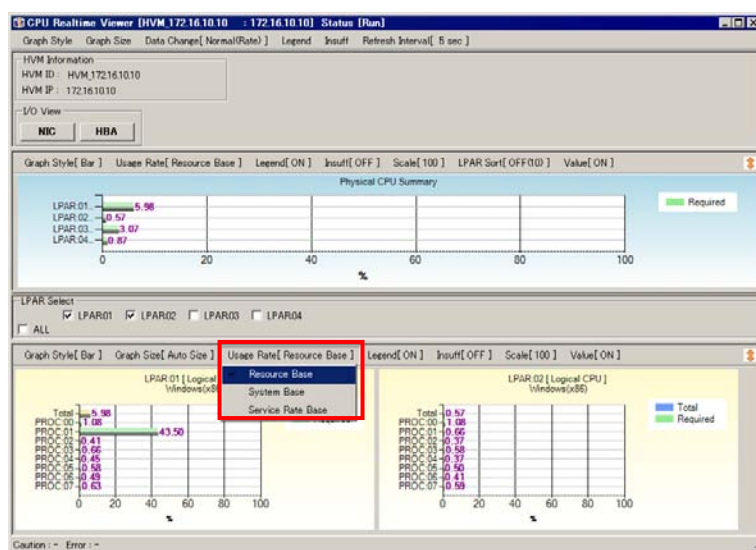 CPU Realtime Viewer [HVM_172.16.10.10 : 172.16.10.10] Status [Run]
Graph Style Graph Size Data Change[ Normal(Rate) ] Legend Insuff Refresh Interval[ 5 sec ]
HVM Information
HVM ID : HVM_172.16.10.10
HVM IP : 172.16.10.10
I/O View
NIC HBA
Graph Style[ Bar ] Usage Rate[ Resource Base ] Legend[ ON ] Insuff[ OFF ] Scale[ 100 ] LPAR Sort[ OFF(10) ] Value[ ON ]
Physical CPU Summary
LPAR:01... 5.98
LPAR:02... 0.57
LPAR:03... 3.07
LPAR:04... 0.87
0 20 40 60 80 100
%
Required
LPAR Select
LPAR01 LPAR02 LPAR03 LPAR04
ALL
Graph Style[ Bar ] Graph Size[ Auto Size ] Usage Rate[ Resource Base ] Legend[ ON ] Insuff[ OFF ] Scale[ 100 ] Value[ ON ]
Resource Base
System Base
Service Rate Base
LPAR:01 [ Logical
Windows(x8
Total 5.98
PROC:00 1.08
PROC:01 43.50
PROC:02 0.41
PROC:03 0.66
PROC:04 0.45
PROC:05 0.58
PROC:06 0.49
PROC:07 0.63
0 20 40 60 80 100
%
LPAR:02 [ Logical CPU ]
Windows(x86)
Total 0.57
PROC:00 1.08
PROC:01 0.66
PROC:02 0.37
PROC:03 0.58
PROC:04 0.37
PROC:05 0.50
PROC:06 0.41
PROC:07 0.59
0 20 40 60 80 100
%
Total
Required
Caution : - Error : -